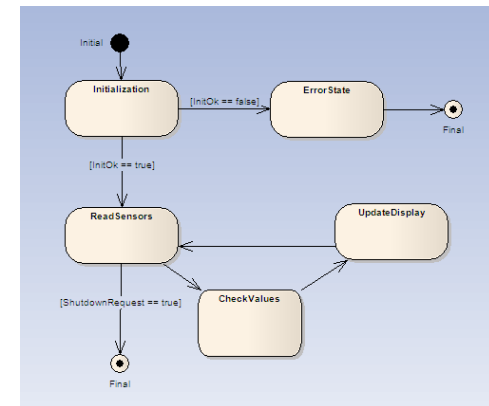 Initial
Initialization
[InitOk == false]
ErrorState
Final
[InitOk == true]
ReadSensors
UpdateDisplay
CheckValues
[ShutdownRequest == true]
Final